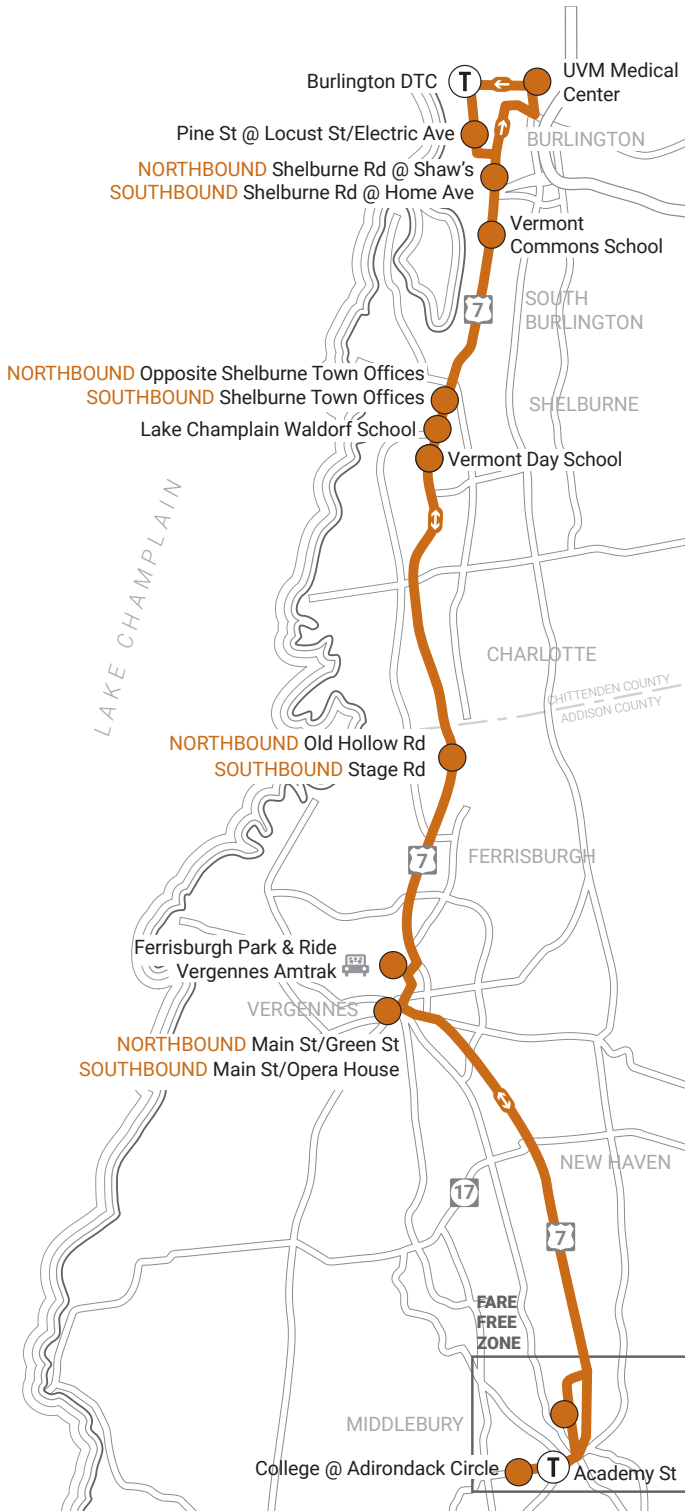 Burlington DTC
T
UVM Medical
Center
Pine St @ Locust St/Electric Ave
BURLINGTON
NORTHBOUND Shelburne Rd @ Shaw's
SOUTHBOUND Shelburne Rd @ Home Ave
Vermont
Commons School
7
SOUTH
BURLINGTON
NORTHBOUND Opposite Shelburne Town Offices
SOUTHBOUND Shelburne Town Offices
SHELBURNE
Lake Champlain Waldorf School
Vermont Day School
LAKE CHAMPLAIN
CHARLOTTE
CHITTENDEN COUNTY
ADDISON COUNTY
NORTHBOUND Old Hollow Rd
SOUTHBOUND Stage Rd
7
FERRISBURGH
Ferrisburgh Park & Ride
Vergennes Amtrak
VERGENNES
NORTHBOUND Main St/Green St
SOUTHBOUND Main St/Opera House
NEW HAVEN
17
7
FARE
FREE
ZONE
MIDDLEBURY
College @ Adirondack Circle
T
Academy St